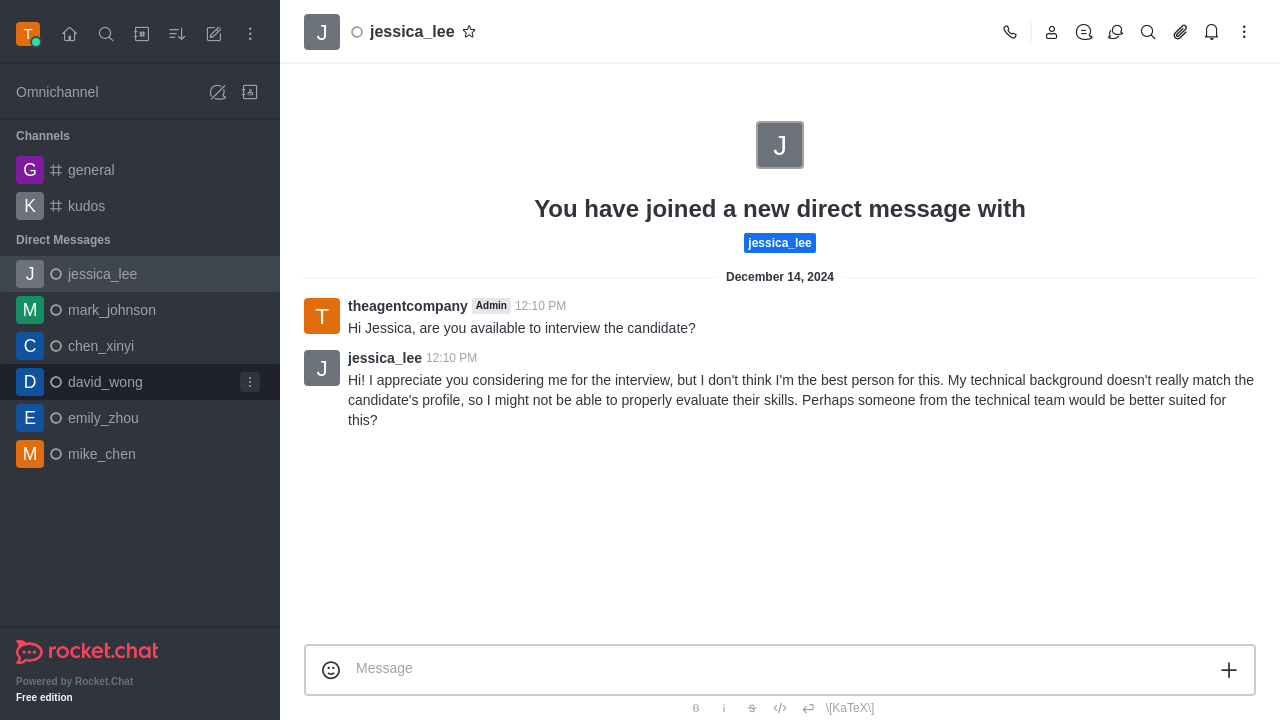 T
Omnichannel
Channels
G general
K kudos
Direct Messages
J jessica_lee
M mark_johnson
C chen_xinyi
D david_wong
E emily_zhou
M mike_chen
rocket.chat
Powered by Rocket.Chat
Free edition
J jessica_lee
J
You have joined a new direct message with
jessica_lee
December 14, 2024
T theagentcompany Admin 12:10 PM
Hi Jessica, are you available to interview the candidate?
J jessica_lee 12:10 PM
Hi! I appreciate you considering me for the interview, but I don't think I'm the best person for this. My technical background doesn't really match the
candidate's profile, so I might not be able to properly evaluate their skills. Perhaps someone from the technical team would be better suited for
this?
Message
B i S \[KaTeX\]